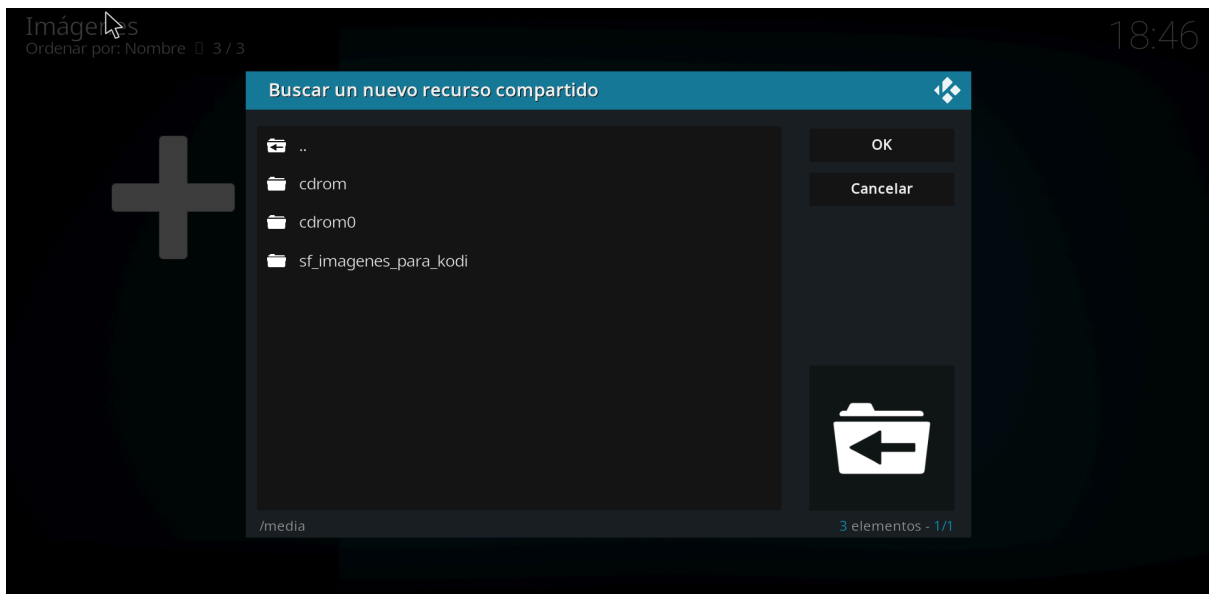 Imágenes
Ordenar por: Nombre 3 / 3
18:46
Buscar un nuevo recurso compartido
..
cdrom
cdrom0
sf_imagenes_para_kodi
OK
Cancelar
/media
3 elementos - 1/1